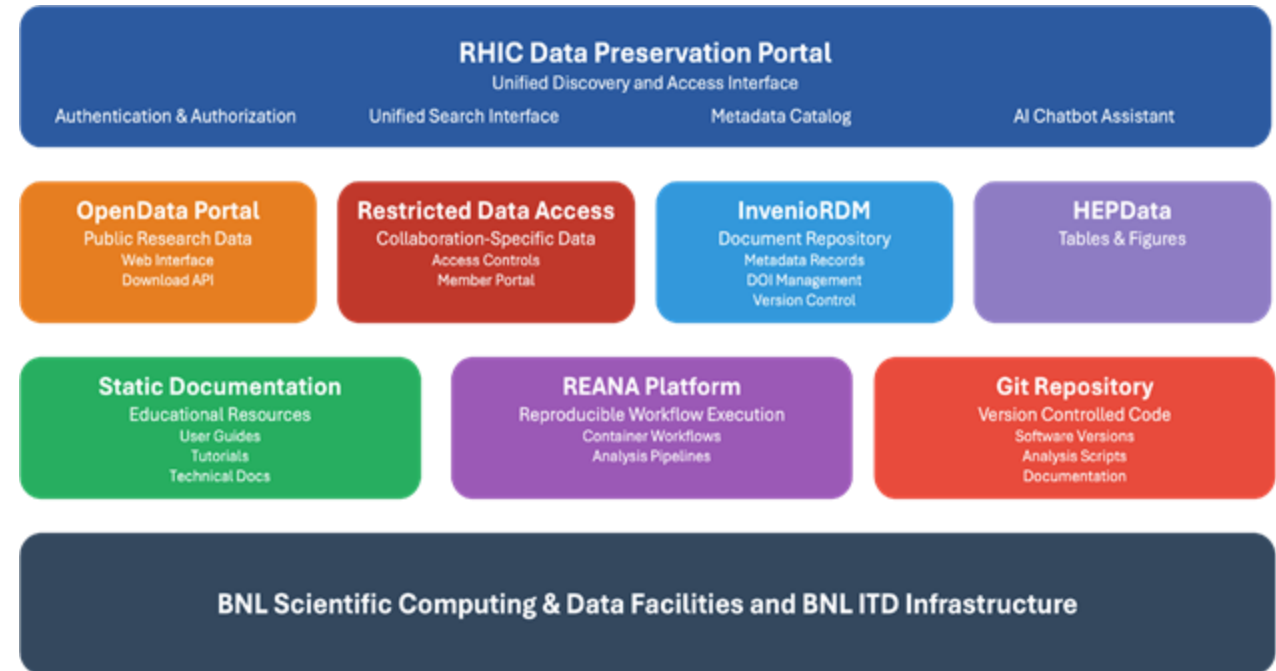 RHIC Data Preservation Portal
Unified Discovery and Access Interface
Authentication & Authorization
Unified Search Interface
Metadata Catalog
AI Chatbot Assistant
OpenData Portal
Public Research Data
Web Interface
Download API
Restricted Data Access
Collaboration-Specific Data
Access Controls
Member Portal
InvenioRDM
Document Repository
Metadata Records
DOI Management
Version Control
HEPData
Tables & Figures
Static Documentation
Educational Resources
User Guides
Tutorials
Technical Docs
REANA Platform
Reproducible Workflow Execution
Container Workflows
Analysis Pipelines
Git Repository
Version Controlled Code
Software Versions
Analysis Scripts
Documentation
BNL Scientific Computing & Data Facilities and BNL ITD Infrastructure